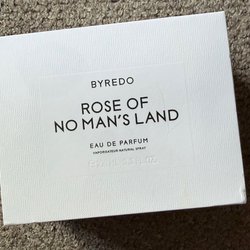 BYREDO
ROSE OF
NO MAN'S LAND
EAU DE PARFUM
VAPORISATEUR NATURAL SPRAY